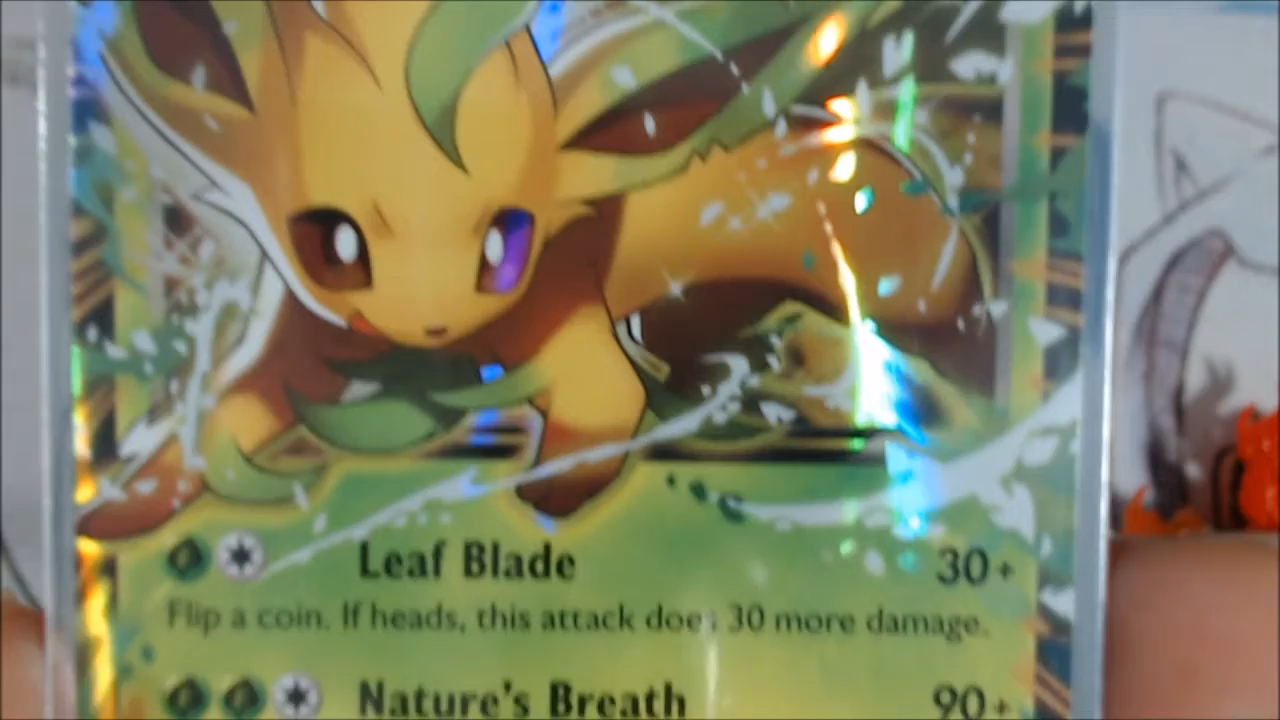 Leaf Blade 30+
Flip a coin. If heads, this attack does 30 more damage.
Nature's Breath 90+